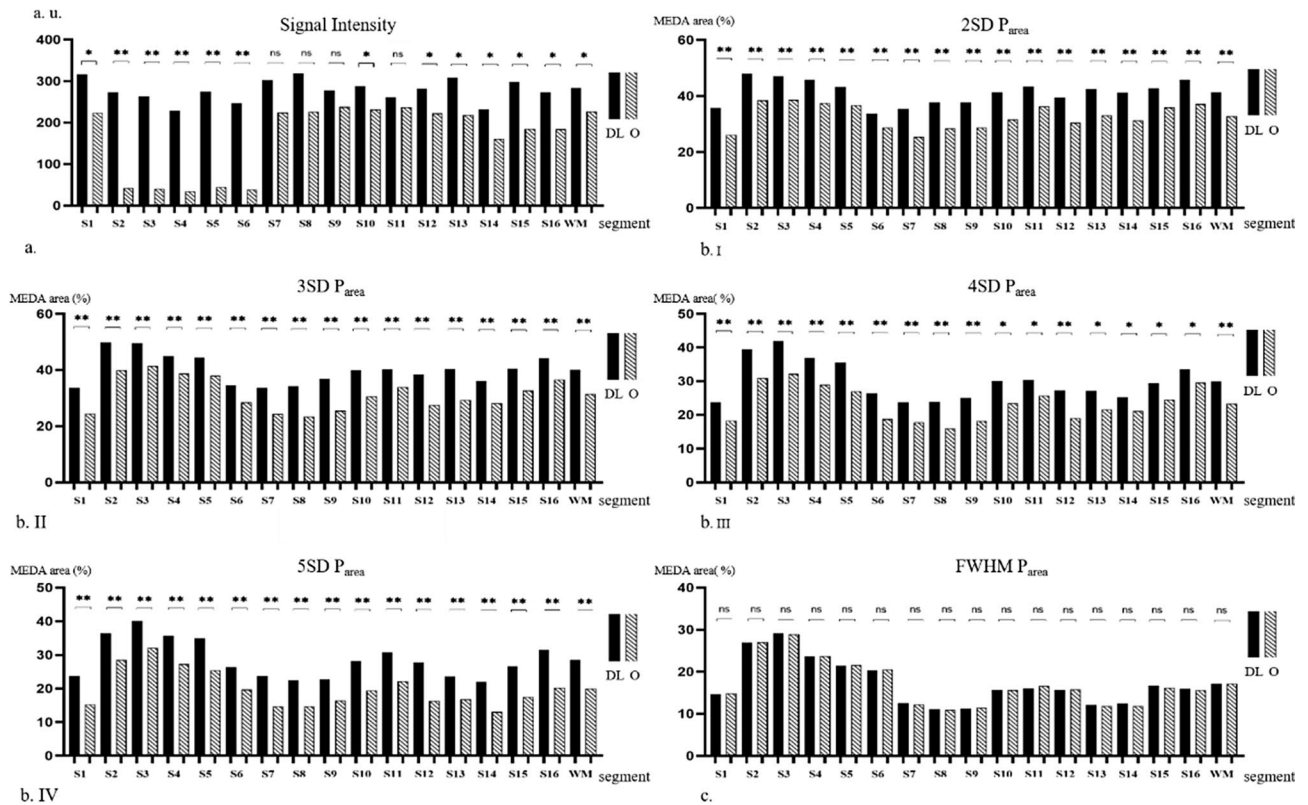 a. u.
Signal Intensity
400
300
200
100
0
* ** ** ** ** ** ns ns ns * ns * * * * * *
DL O
S1 S2 S3 S4 S5 S6 S7 S8 S9 S10 S11 S12 S13 S14 S15 S16 WM segment
a.
MEDA area (%)
2SD Parea
60
40
20
0
** ** ** ** ** ** ** ** ** ** ** ** ** ** ** ** **
DL O
S1 S2 S3 S4 S5 S6 S7 S8 S9 S10 S11 S12 S13 S14 S15 S16 WM segment
b. I
3SD Parea
MEDA area (%)
60
40
20
0
** ** ** ** ** ** ** ** ** ** ** ** ** ** ** ** **
DL O
S1 S2 S3 S4 S5 S6 S7 S8 S9 S10 S11 S12 S13 S14 S15 S16 WM segment
b. II
4SD Parea
MEDA area( %)
50
40
30
20
10
0
** ** ** ** ** ** ** ** ** * * ** * * * * **
DL O
S1 S2 S3 S4 S5 S6 S7 S8 S9 S10 S11 S12 S13 S14 S15 S16 WM segment
b. III
5SD Parea
MEDA area (%)
50
40
30
20
10
0
** ** ** ** ** ** ** ** ** ** ** ** ** ** ** ** **
DL O
S1 S2 S3 S4 S5 S6 S7 S8 S9 S10 S11 S12 S13 S14 S15 S16 WM segment
b. IV
FWHM Parea
MEDA area( %)
40
30
20
10
0
ns ns ns ns ns ns ns ns ns ns ns ns ns ns ns ns ns
DL O
S1 S2 S3 S4 S5 S6 S7 S8 S9 S10 S11 S12 S13 S14 S15 S16 WM segment
c.